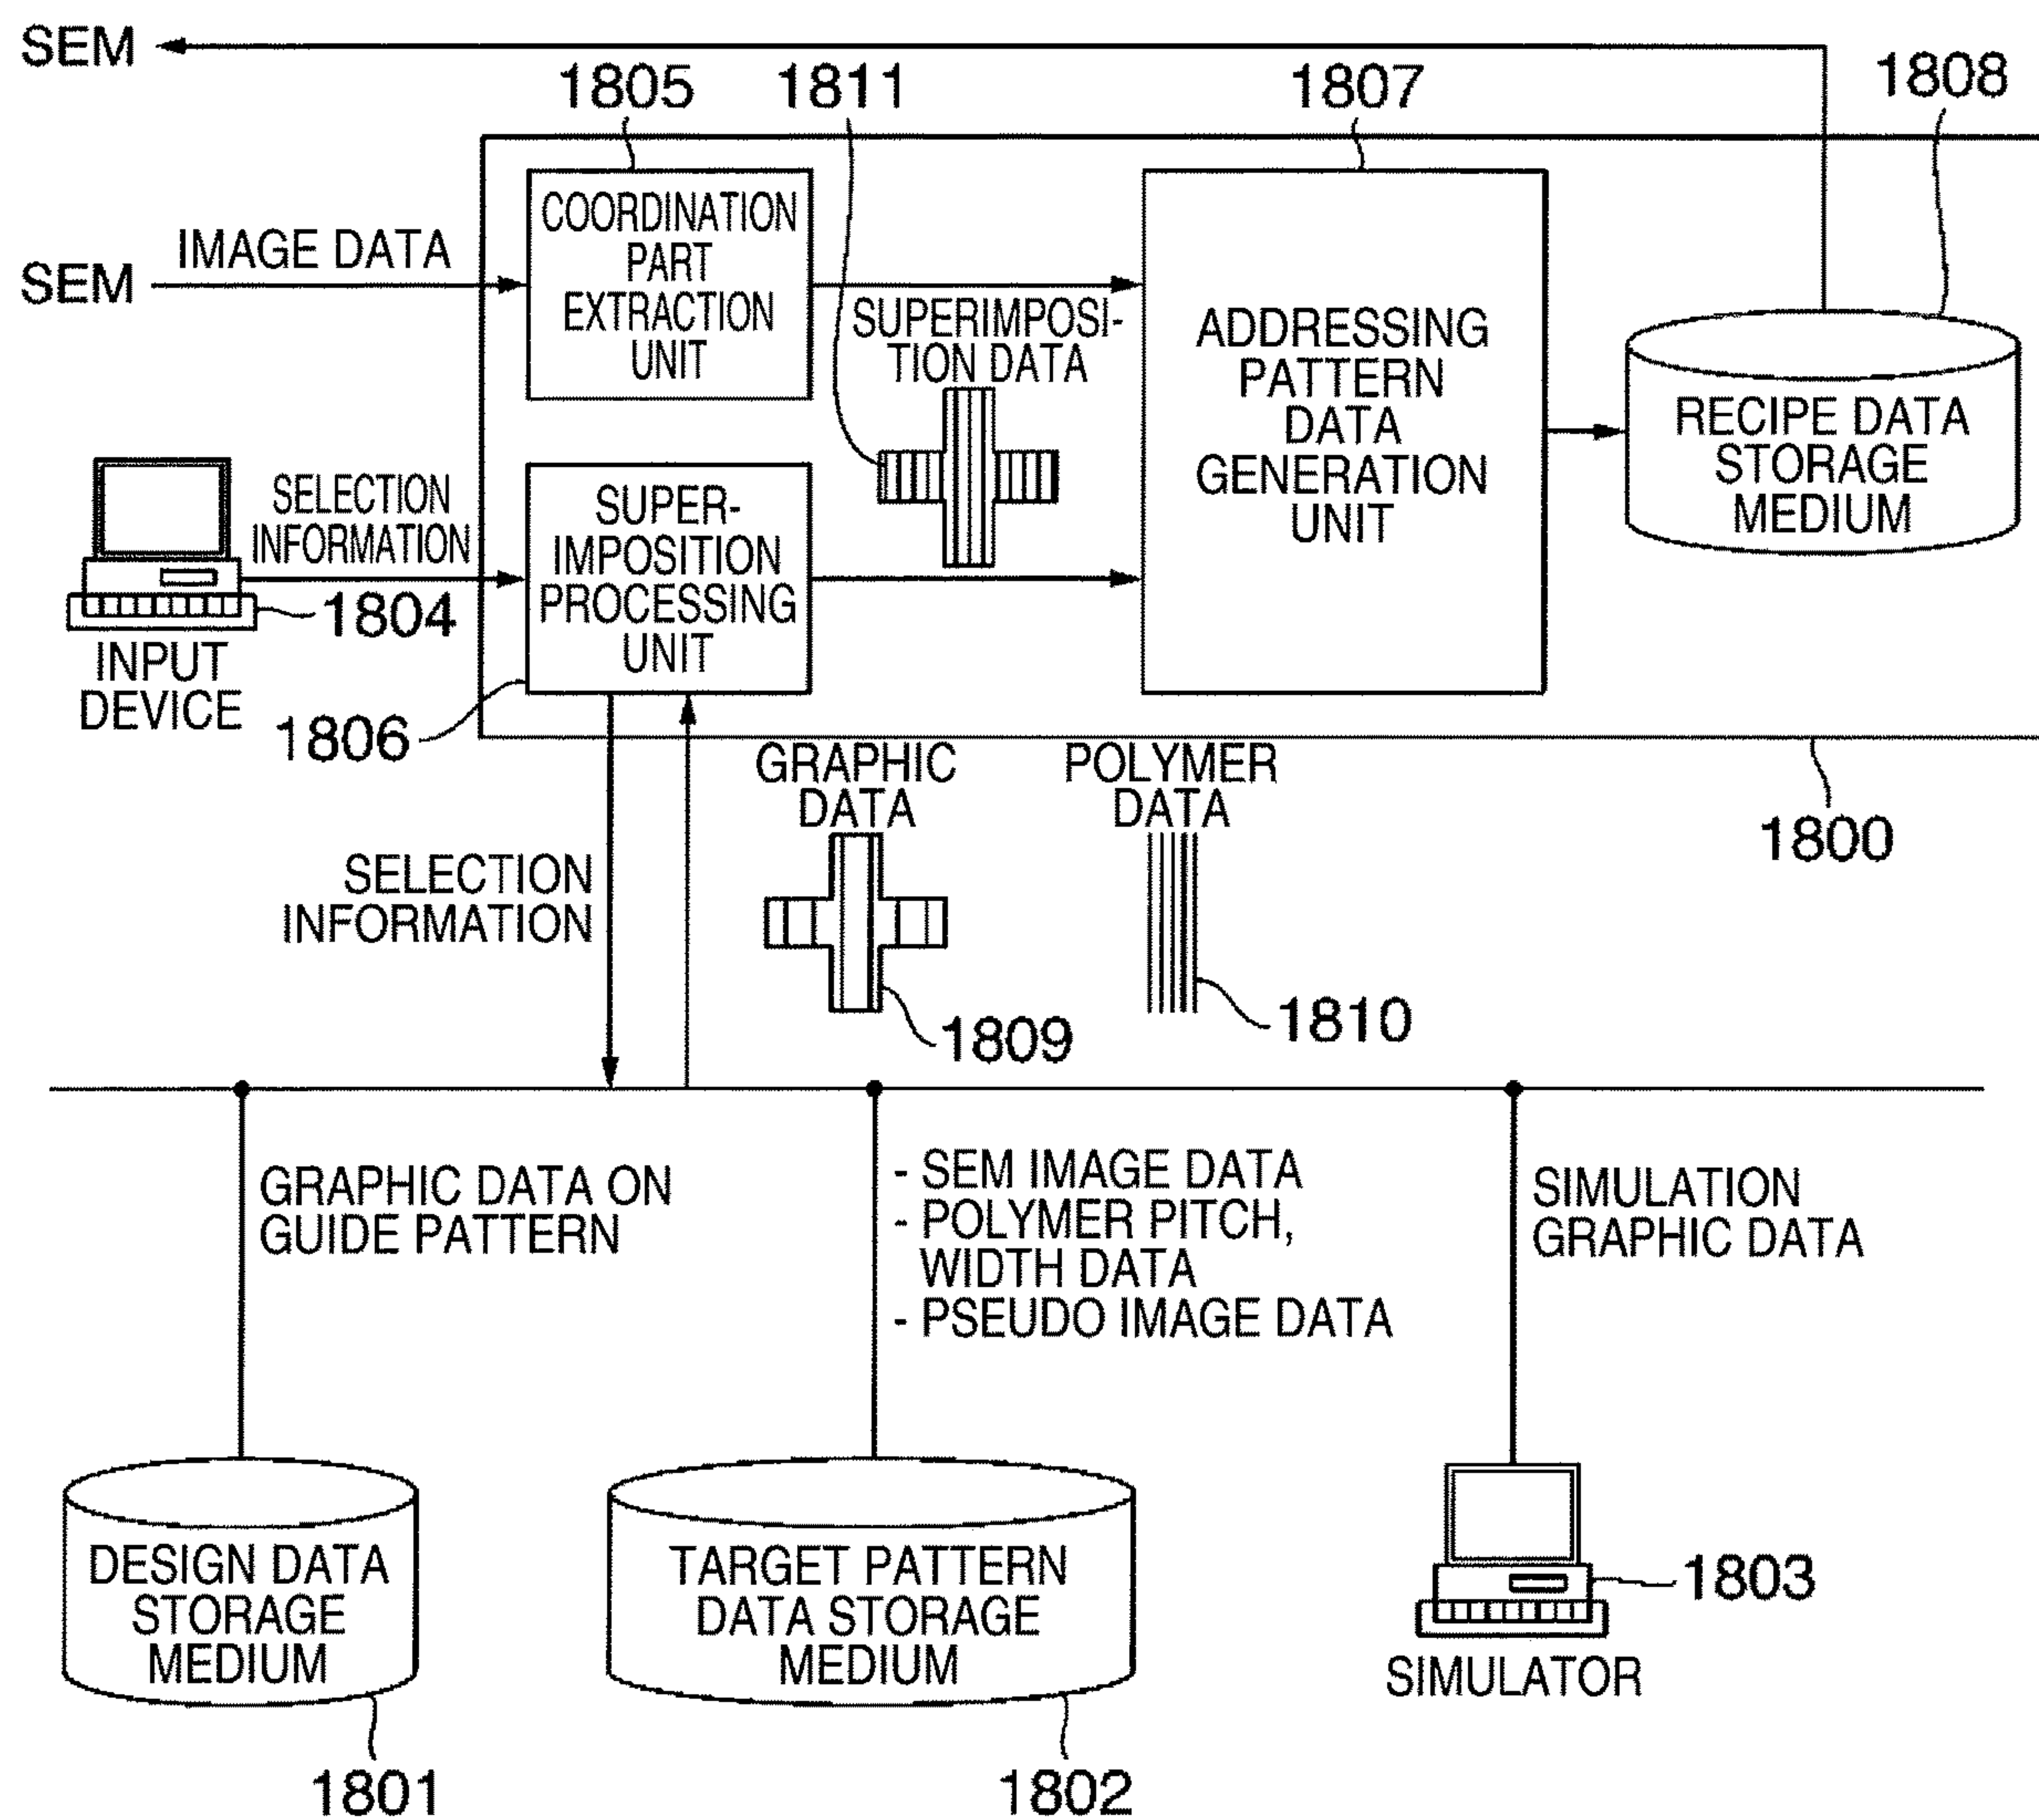 SEM
1805
1811
1807
1808
COORDINATION
PART
EXTRACTION
UNIT
IMAGE DATA
SEM
SUPERIMPOSI-
TION DATA
ADDRESSING
PATTERN
DATA
GENERATION
UNIT
RECIPE DATA
STORAGE
MEDIUM
SELECTION
INFORMATION
SUPER-
IMPOSITION
PROCESSING
UNIT
1804
INPUT
DEVICE
1806
GRAPHIC
DATA
POLYMER
DATA
1800
SELECTION
INFORMATION
1809
1810
GRAPHIC DATA ON
GUIDE PATTERN
- SEM IMAGE DATA
- POLYMER PITCH,
WIDTH DATA
- PSEUDO IMAGE DATA
SIMULATION
GRAPHIC DATA
DESIGN DATA
STORAGE
MEDIUM
TARGET PATTERN
DATA STORAGE
MEDIUM
1803
SIMULATOR
1801
1802